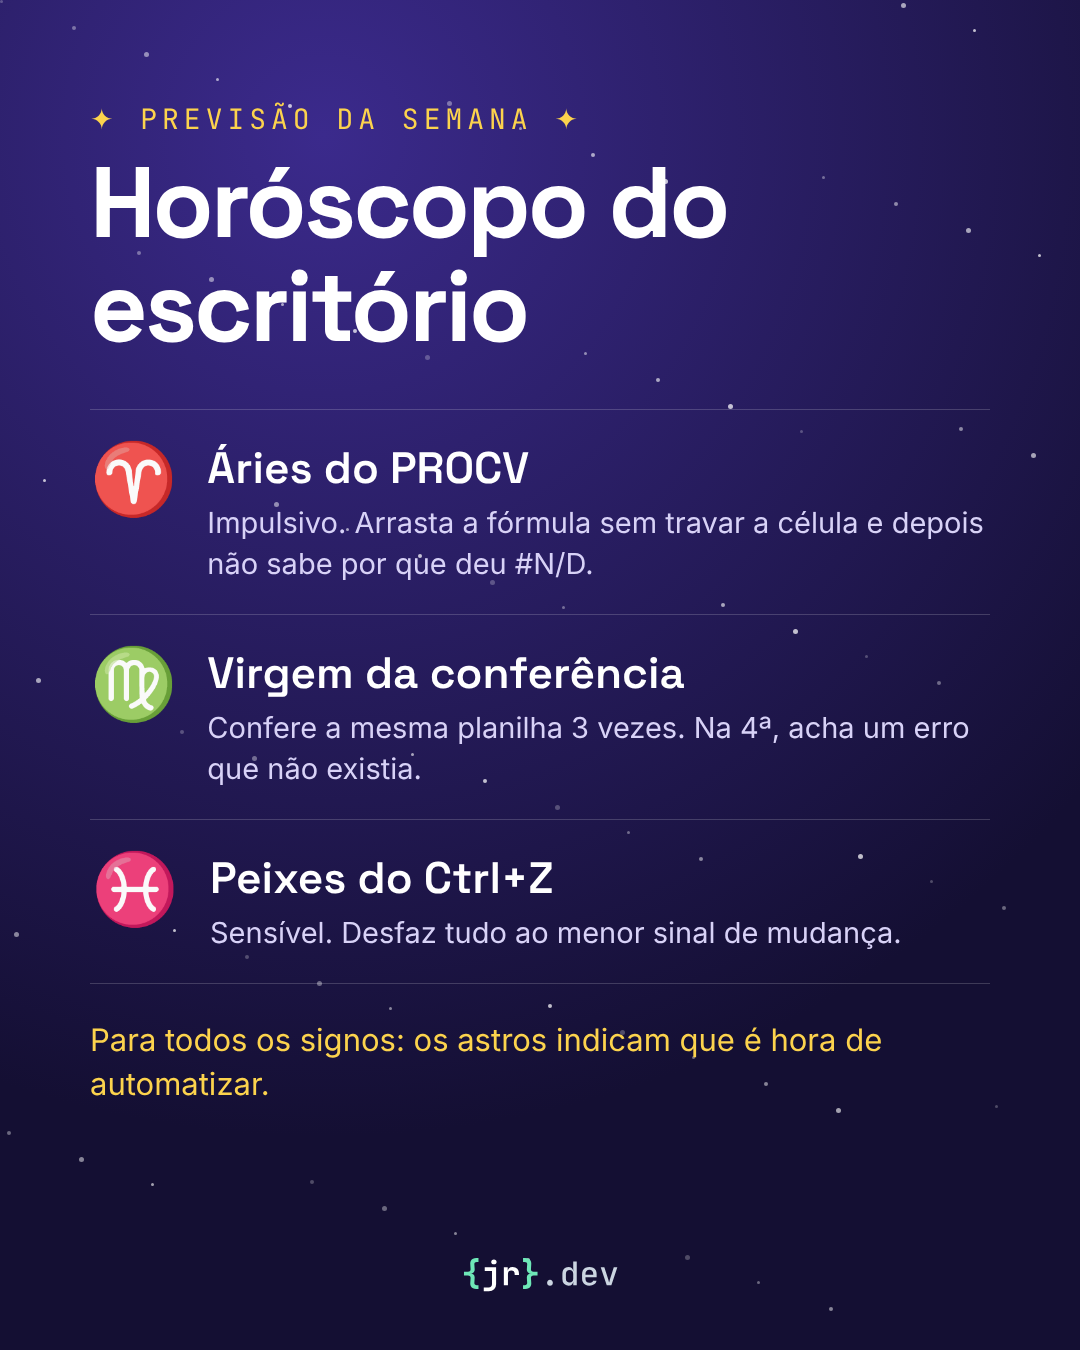 ✦ PREVISÃO DA SEMANA ✦
Horóscopo do
escritório
♈ Áries do PROCV
Impulsivo. Arrasta a fórmula sem travar a célula e depois
não sabe por que deu #N/D.
♍ Virgem da conferência
Confere a mesma planilha 3 vezes. Na 4ª, acha um erro
que não existia.
♓ Peixes do Ctrl+Z
Sensível. Desfaz tudo ao menor sinal de mudança.
Para todos os signos: os astros indicam que é hora de
automatizar.
{jr}.dev